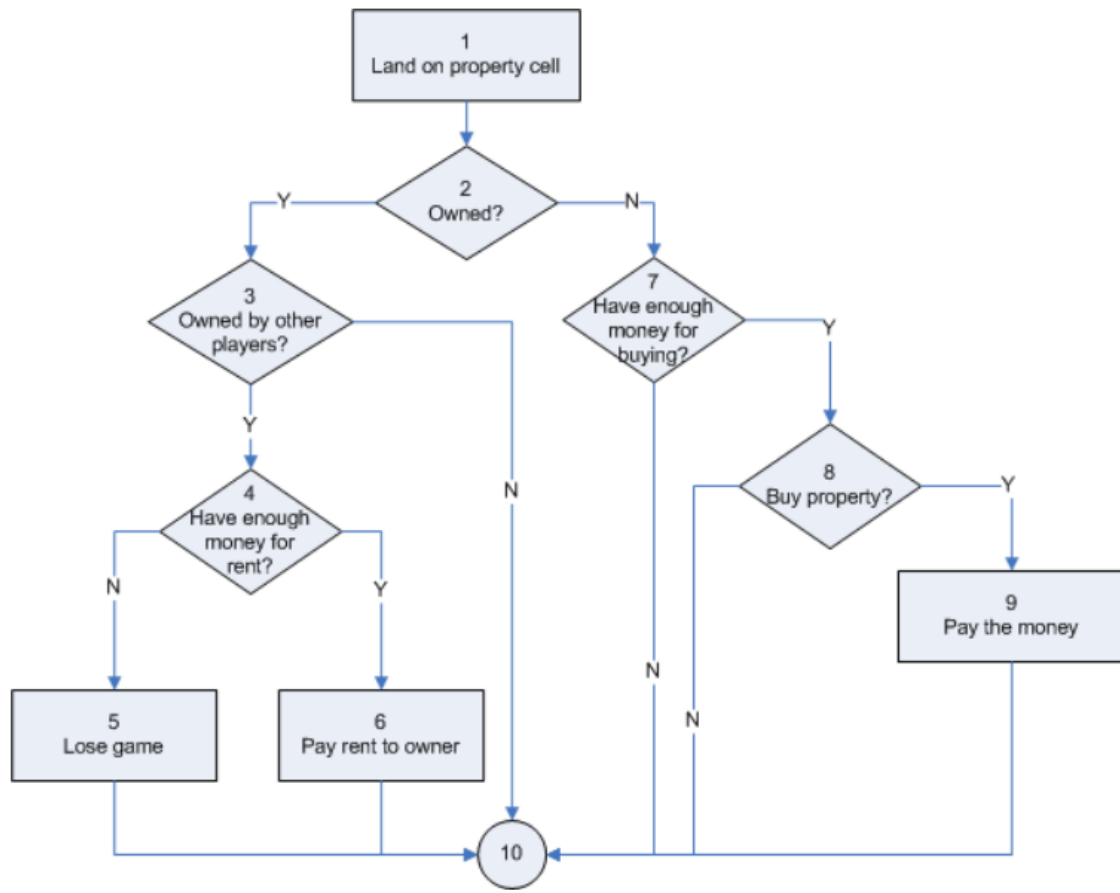 1
Land on property cell
2
Owned?
Y
N
3
Owned by other
players?
7
Have enough
money for
buying?
Y
Y
N
4
Have enough
money for
rent?
8
Buy property?
Y
N
Y
9
Pay the money
N
N
5
Lose game
6
Pay rent to owner
10